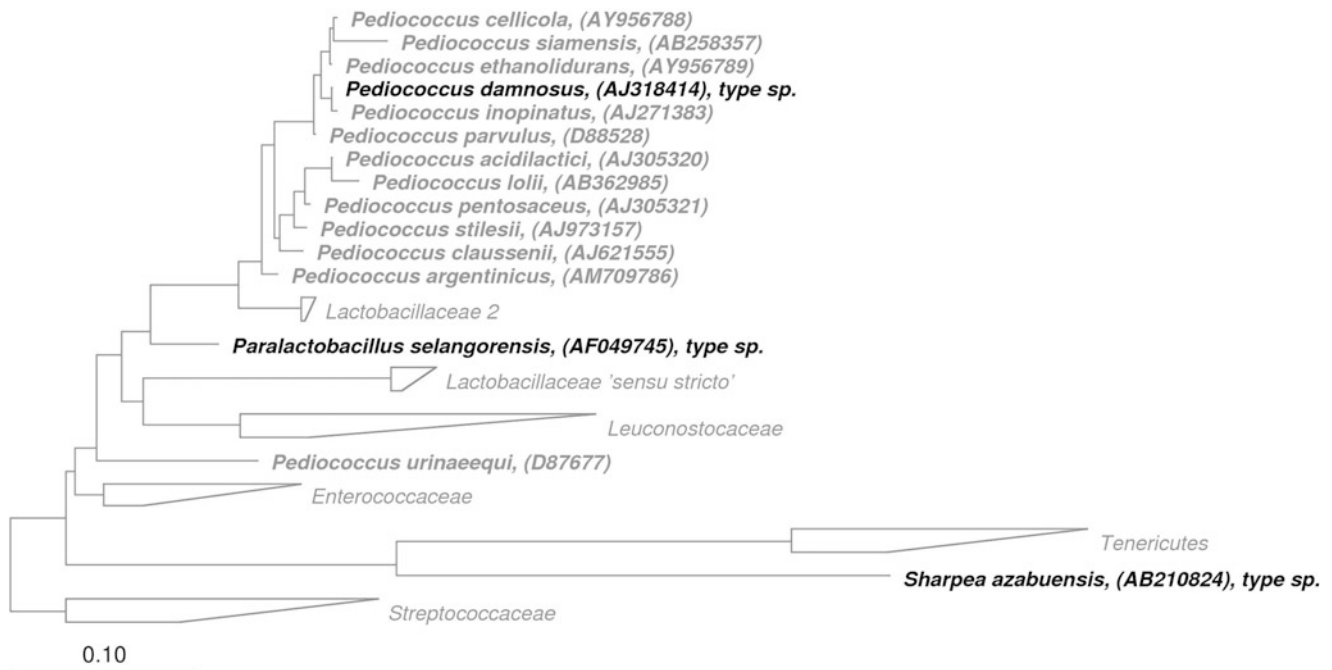 Pediococcus cellicola, (AY956788)
Pediococcus siamensis, (AB258357)
Pediococcus ethanolidurans, (AY956789)
Pediococcus damnosus, (AJ318414), type sp.
Pediococcus inopinatus, (AJ271383)
Pediococcus parvulus, (D88528)
Pediococcus acidilactici, (AJ305320)
Pediococcus lolii, (AB362985)
Pediococcus pentosaceus, (AJ305321)
Pediococcus stilesii, (AJ973157)
Pediococcus claussenii, (AJ621555)
Pediococcus argentinicus, (AM709786)
Lactobacillaceae 2
Paralactobacillus selangorensis, (AF049745), type sp.
Lactobacillaceae 'sensu stricto'
Leuconostocaceae
Pediococcus urinaeequi, (D87677)
Enterococcaceae
Tenericutes
Sharpea azabuensis, (AB210824), type sp.
Streptococcaceae
0.10